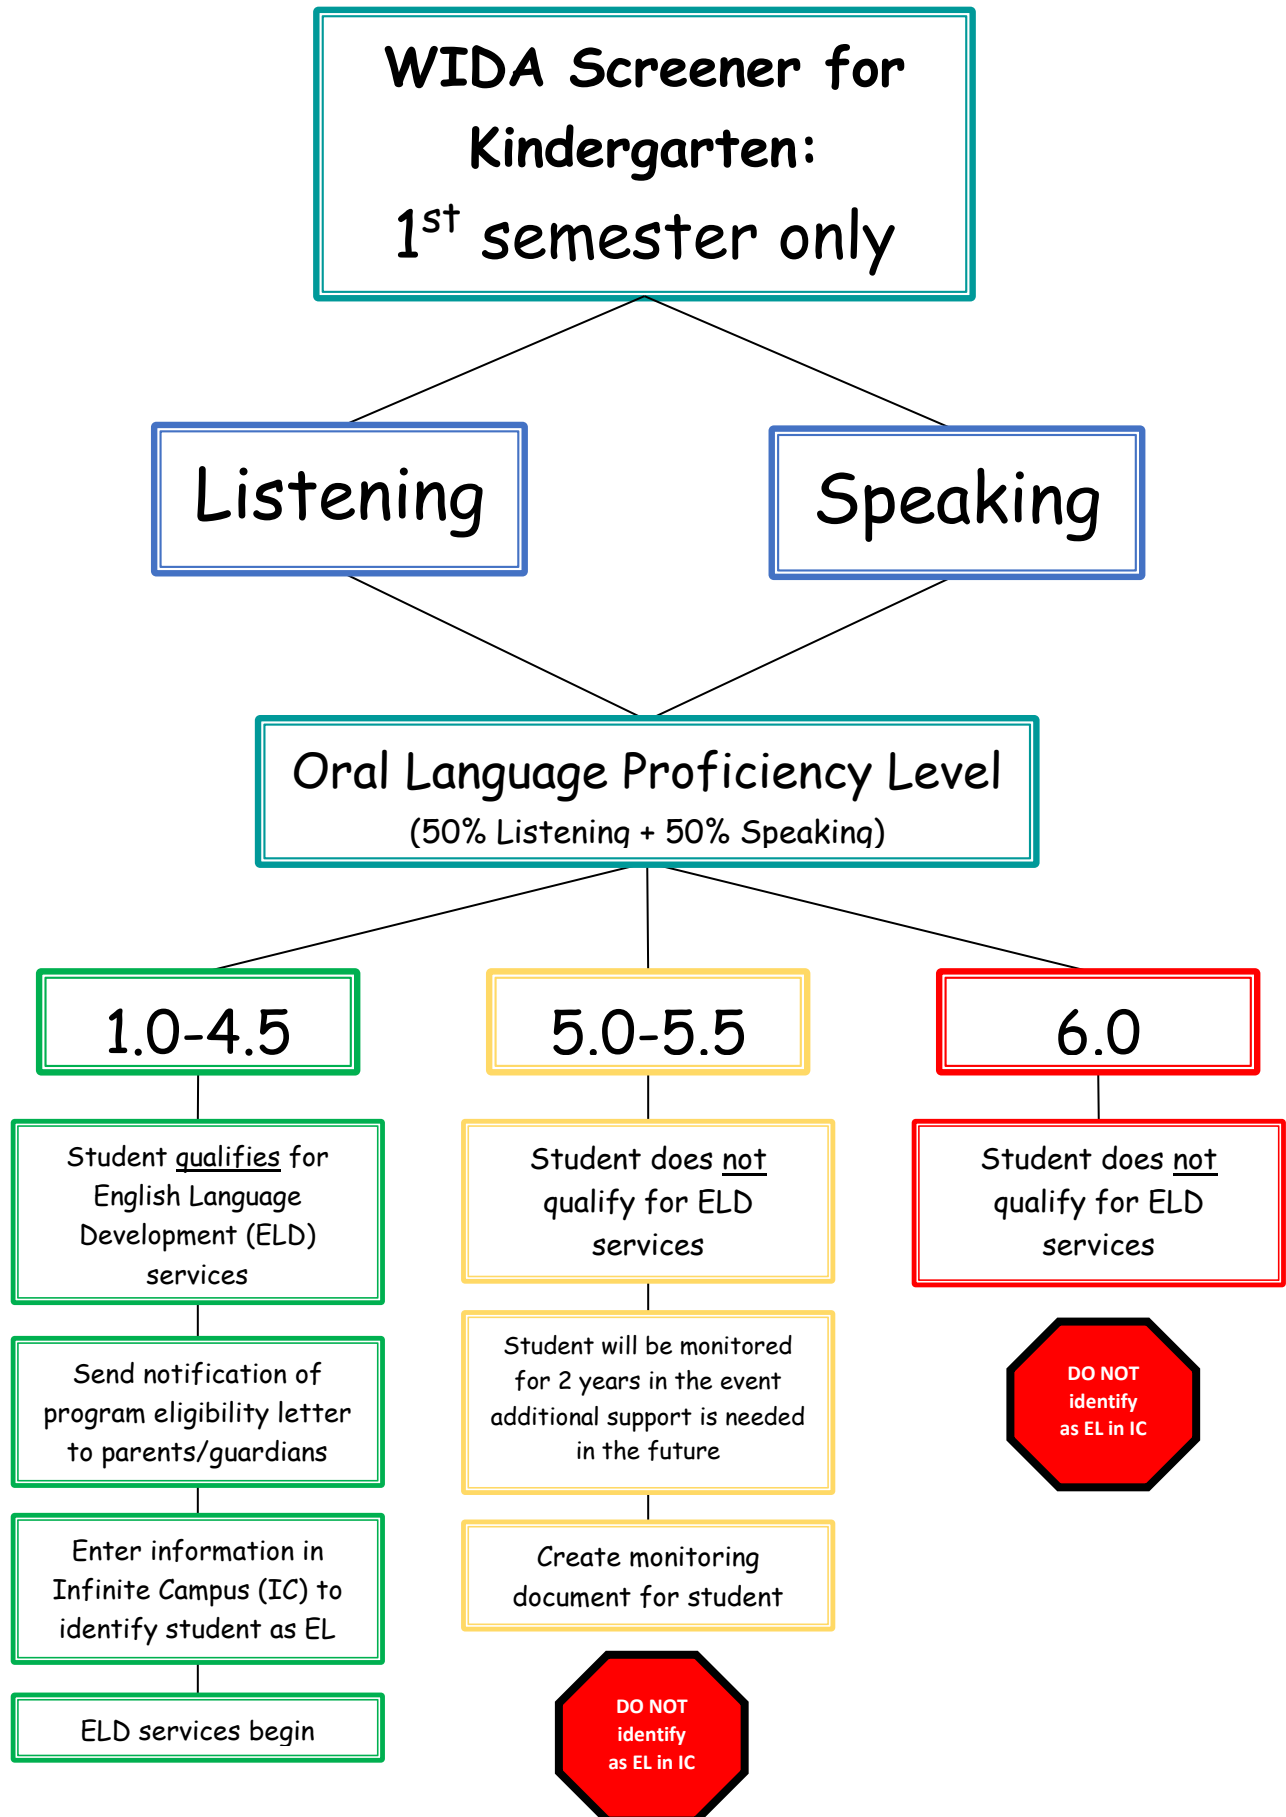 WIDA Screener for
Kindergarten:
1st semester only
Listening
Speaking
Oral Language Proficiency Level
(50% Listening + 50% Speaking)
1.0-4.5
5.0-5.5
6.0
Student qualifies for
English Language
Development (ELD)
services
Send notification of
program eligibility letter
to parents/guardians
Enter information in
Infinite Campus (IC) to
identify student as EL
ELD services begin
Student does not
qualify for ELD
services
Student will be monitored
for 2 years in the event
additional support is needed
in the future
Create monitoring
document for student
DO NOT
identify
as EL in IC
Student does not
qualify for ELD
services
DO NOT
identify
as EL in IC